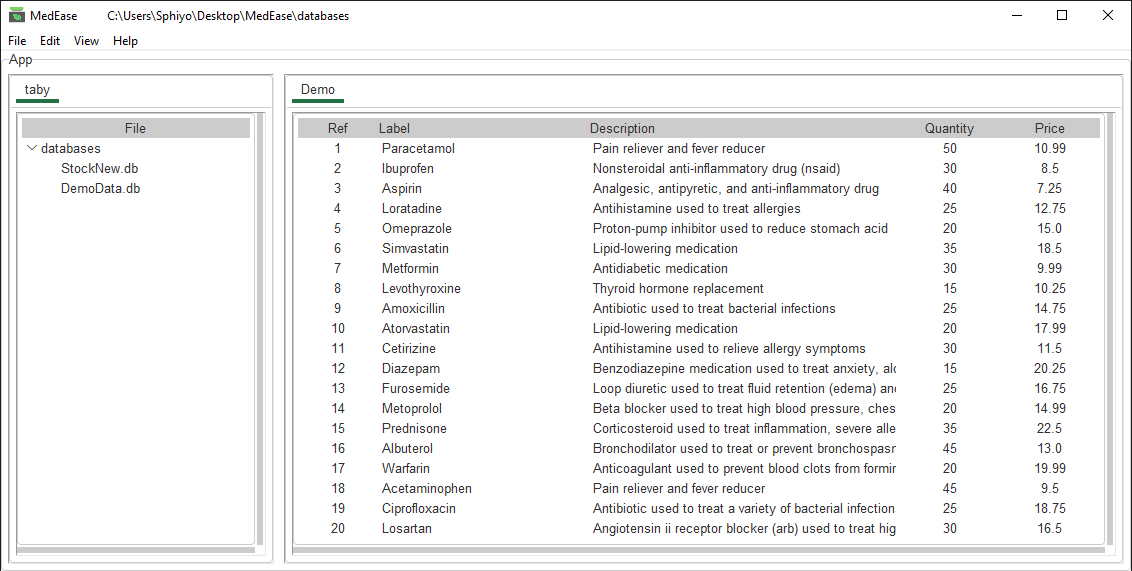 MedEase C:\Users\Sphiyo\Desktop\MedEase\databases
File Edit View Help
App
taby
File
databases
StockNew.db
DemoData.db
Demo
Ref Label Description Quantity Price
1 Paracetamol Pain reliever and fever reducer 50 10.99
2 Ibuprofen Nonsteroidal anti-inflammatory drug (nsaid) 30 8.5
3 Aspirin Analgesic, antipyretic, and anti-inflammatory drug 40 7.25
4 Loratadine Antihistamine used to treat allergies 25 12.75
5 Omeprazole Proton-pump inhibitor used to reduce stomach acid 20 15.0
6 Simvastatin Lipid-lowering medication 35 18.5
7 Metformin Antidiabetic medication 30 9.99
8 Levothyroxine Thyroid hormone replacement 15 10.25
9 Amoxicillin Antibiotic used to treat bacterial infections 25 14.75
10 Atorvastatin Lipid-lowering medication 20 17.99
11 Cetirizine Antihistamine used to relieve allergy symptoms 30 11.5
12 Diazepam Benzodiazepine medication used to treat anxiety, alc 15 20.25
13 Furosemide Loop diuretic used to treat fluid retention (edema) and 25 16.75
14 Metoprolol Beta blocker used to treat high blood pressure, ches 20 14.99
15 Prednisone Corticosteroid used to treat inflammation, severe alle 35 22.5
16 Albuterol Bronchodilator used to treat or prevent bronchospasm 45 13.0
17 Warfarin Anticoagulant used to prevent blood clots from formin 20 19.99
18 Acetaminophen Pain reliever and fever reducer 45 9.5
19 Ciprofloxacin Antibiotic used to treat a variety of bacterial infection 25 18.75
20 Losartan Angiotensin ii receptor blocker (arb) used to treat hig 30 16.5